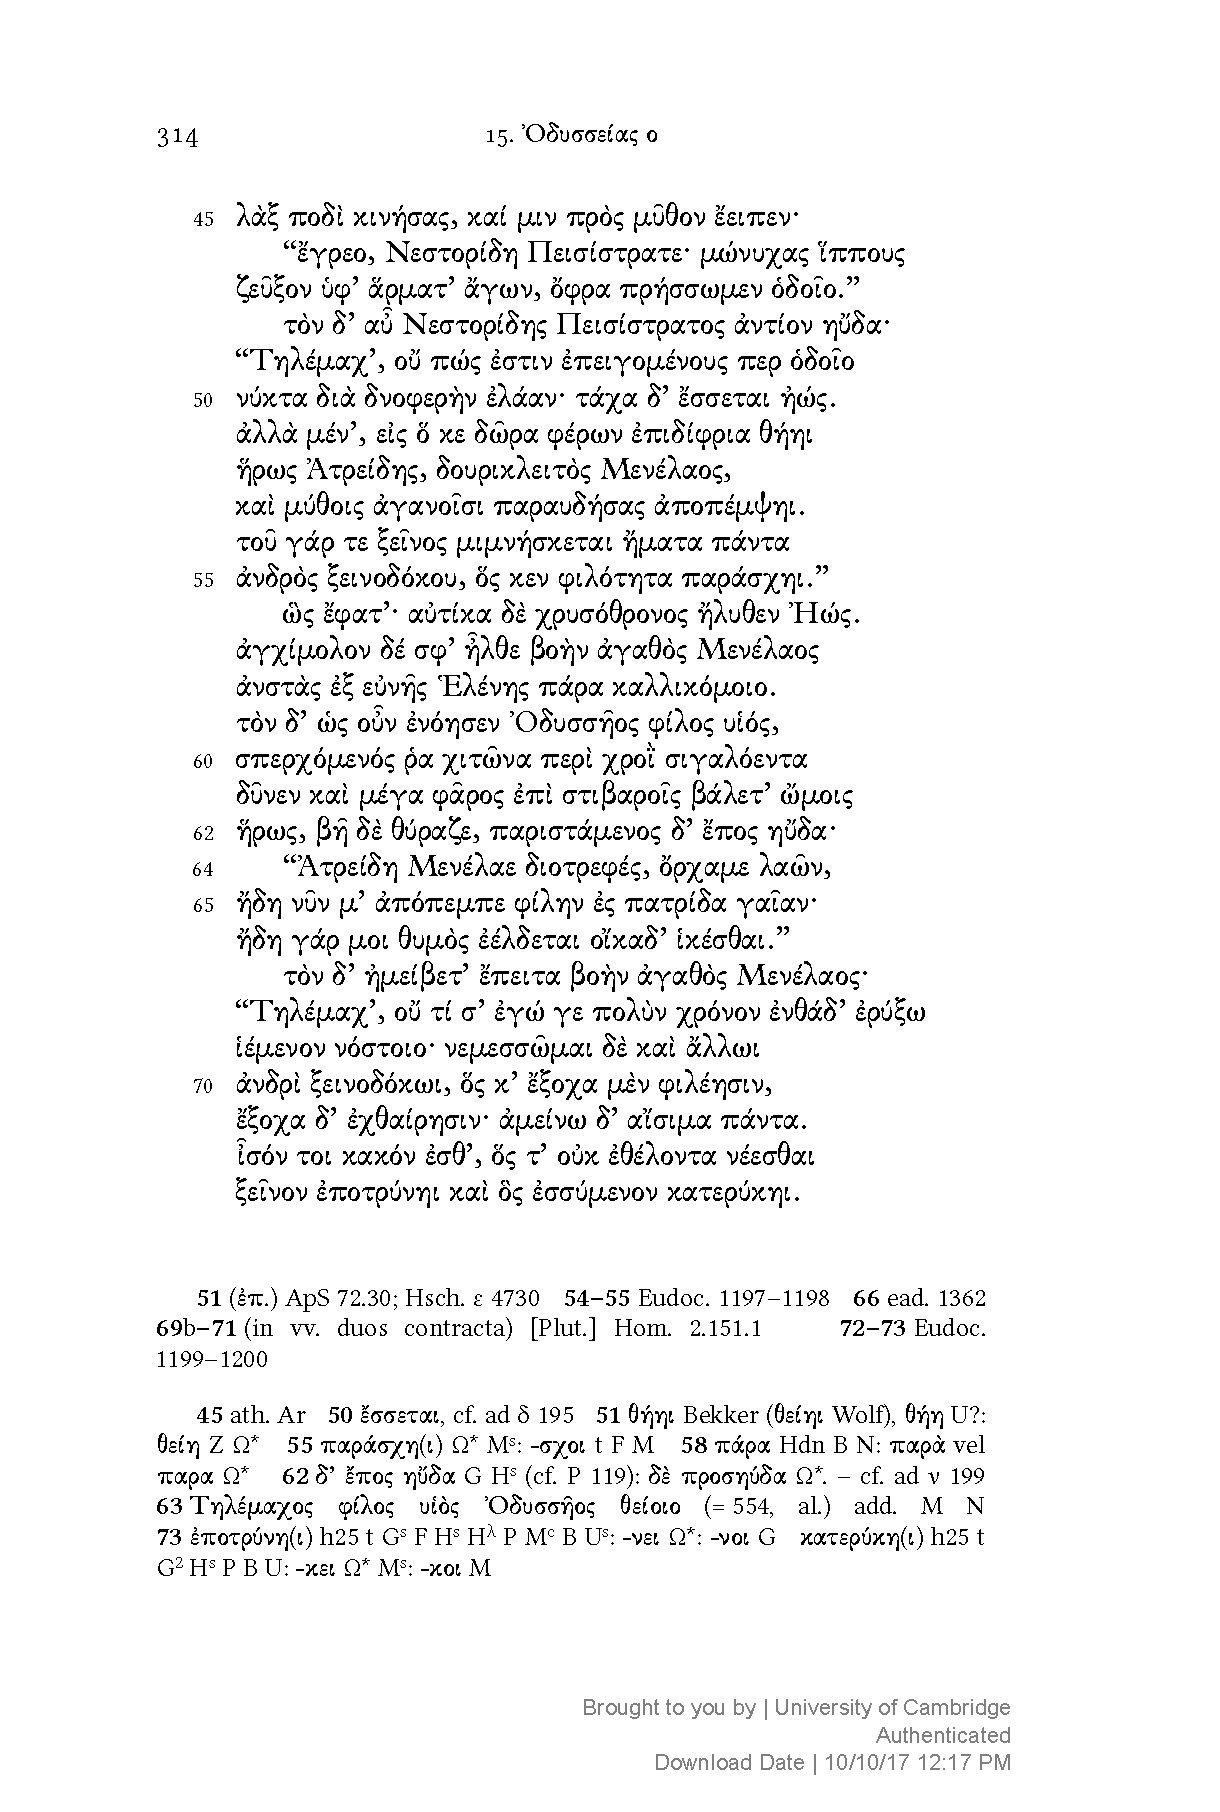 314 15. Ὀδυσσείας ο
45 λὰξ ποδὶ κινήσας, καί μιν πρὸς μῦθον ἔειπεν·
“ἔγρεο, Νεστορίδη Πεισίστρατε· μώνυχας ἵππους
ζεῦξον ὑφ’ ἅρματ’ ἄγων, ὄφρα πρήσσωμεν ὁδοῖο.”
τὸν δ’ αὖ Νεστορίδης Πεισίστρατος ἀντίον ηὔδα·
“Τηλέμαχ’, οὔ πώς ἐστιν ἐπειγομένους περ ὁδοῖο
50 νύκτα διὰ δνοφερὴν ἐλάαν· τάχα δ’ ἔσσεται ἠώς.
ἀλλὰ μέν’, εἰς ὅ κε δῶρα φέρων ἐπιδίφρια θήηι
ἥρως Ἀτρείδης, δουρικλειτὸς Μενέλαος,
καὶ μύθοις ἀγανοῖσι παραυδήσας ἀποπέμψηι.
τοῦ γάρ τε ξεῖνος μιμνήσκεται ἤματα πάντα
55 ἀνδρὸς ξεινοδόκου, ὅς κεν φιλότητα παράσχηι.”
ὣς ἔφατ’· αὐτίκα δὲ χρυσόθρονος ἤλυθεν Ἠώς.
ἀγχίμολον δέ σφ’ ἦλθε βοὴν ἀγαθὸς Μενέλαος
ἀνστὰς ἐξ εὐνῆς Ἑλένης πάρα καλλικόμοιο.
τὸν δ’ ὡς οὖν ἐνόησεν Ὀδυσσῆος φίλος υἱός,
60 σπερχόμενός ῥα χιτῶνα περὶ χροῒ σιγαλόεντα
δῦνεν καὶ μέγα φᾶρος ἐπὶ στιβαροῖς βάλετ’ ὤμοις
62 ἥρως, βῆ δὲ θύραζε, παριστάμενος δ’ ἔπος ηὔδα·
64 “Ἀτρείδη Μενέλαε διοτρεφές, ὄρχαμε λαῶν,
65 ἤδη νῦν μ’ ἀπόπεμπε φίλην ἐς πατρίδα γαῖαν·
ἤδη γάρ μοι θυμὸς ἐέλδεται οἴκαδ’ ἱκέσθαι.”
τὸν δ’ ἠμείβετ’ ἔπειτα βοὴν ἀγαθὸς Μενέλαος·
“Τηλέμαχ’, οὔ τί σ’ ἐγώ γε πολὺν χρόνον ἐνθάδ’ ἐρύξω
ἱέμενον νόστοιο· νεμεσσῶμαι δὲ καὶ ἄλλωι
70 ἀνδρὶ ξεινοδόκωι, ὅς κ’ ἔξοχα μὲν φιλέησιν,
ἔξοχα δ’ ἐχθαίρησιν· ἀμείνω δ’ αἴσιμα πάντα.
ἶσόν τοι κακόν ἐσθ’, ὅς τ’ οὐκ ἐθέλοντα νέεσθαι
ξεῖνον ἐποτρύνηι καὶ ὃς ἐσσύμενον κατερύκηι.
51 (ἐπ.) ApS 72.30; Hsch. ε 4730 54–55 Eudoc. 1197–1198 66 ead. 1362
69b–71 (in vv. duos contracta) [Plut.] Hom. 2.151.1 72–73 Eudoc.
1199–1200
45 ath. Ar 50 ἔσσεται, cf. ad δ 195 51 θήηι Bekker (θείηι Wolf), θήη U?:
θείη Z Ω* 55 παράσχη(ι) Ω* Mˢ: -σχοι t F M 58 πάρα Hdn B N: παρὰ vel
παρα Ω* 62 δ’ ἔπος ηὔδα G Hˢ (cf. Ρ 119): δὲ προσηύδα Ω*. – cf. ad ν 199
63 Τηλέμαχος φίλος υἱὸς Ὀδυσσῆος θείοιο (= 554, al.) add. M N
73 ἐποτρύνη(ι) h25 t Gˢ F Hˢ H^λ P Mᶜ B Uˢ: -νει Ω*: -νοι G κατερύκη(ι) h25 t
G² Hˢ P B U: -κει Ω* Mˢ: -κοι M
Brought to you by | University of Cambridge
Authenticated
Download Date | 10/10/17 12:17 PM